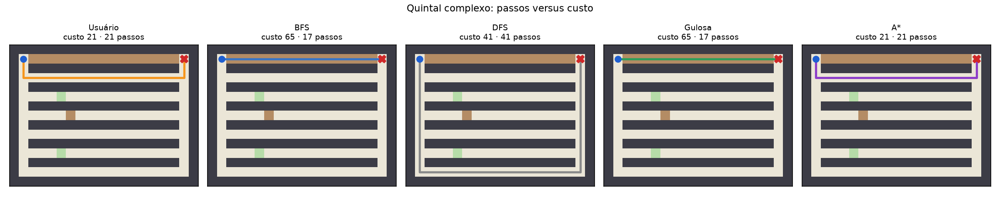 Quintal complexo: passos versus custo
Usuário
custo 21 · 21 passos
BFS
custo 65 · 17 passos
DFS
custo 41 · 41 passos
Gulosa
custo 65 · 17 passos
A*
custo 21 · 21 passos